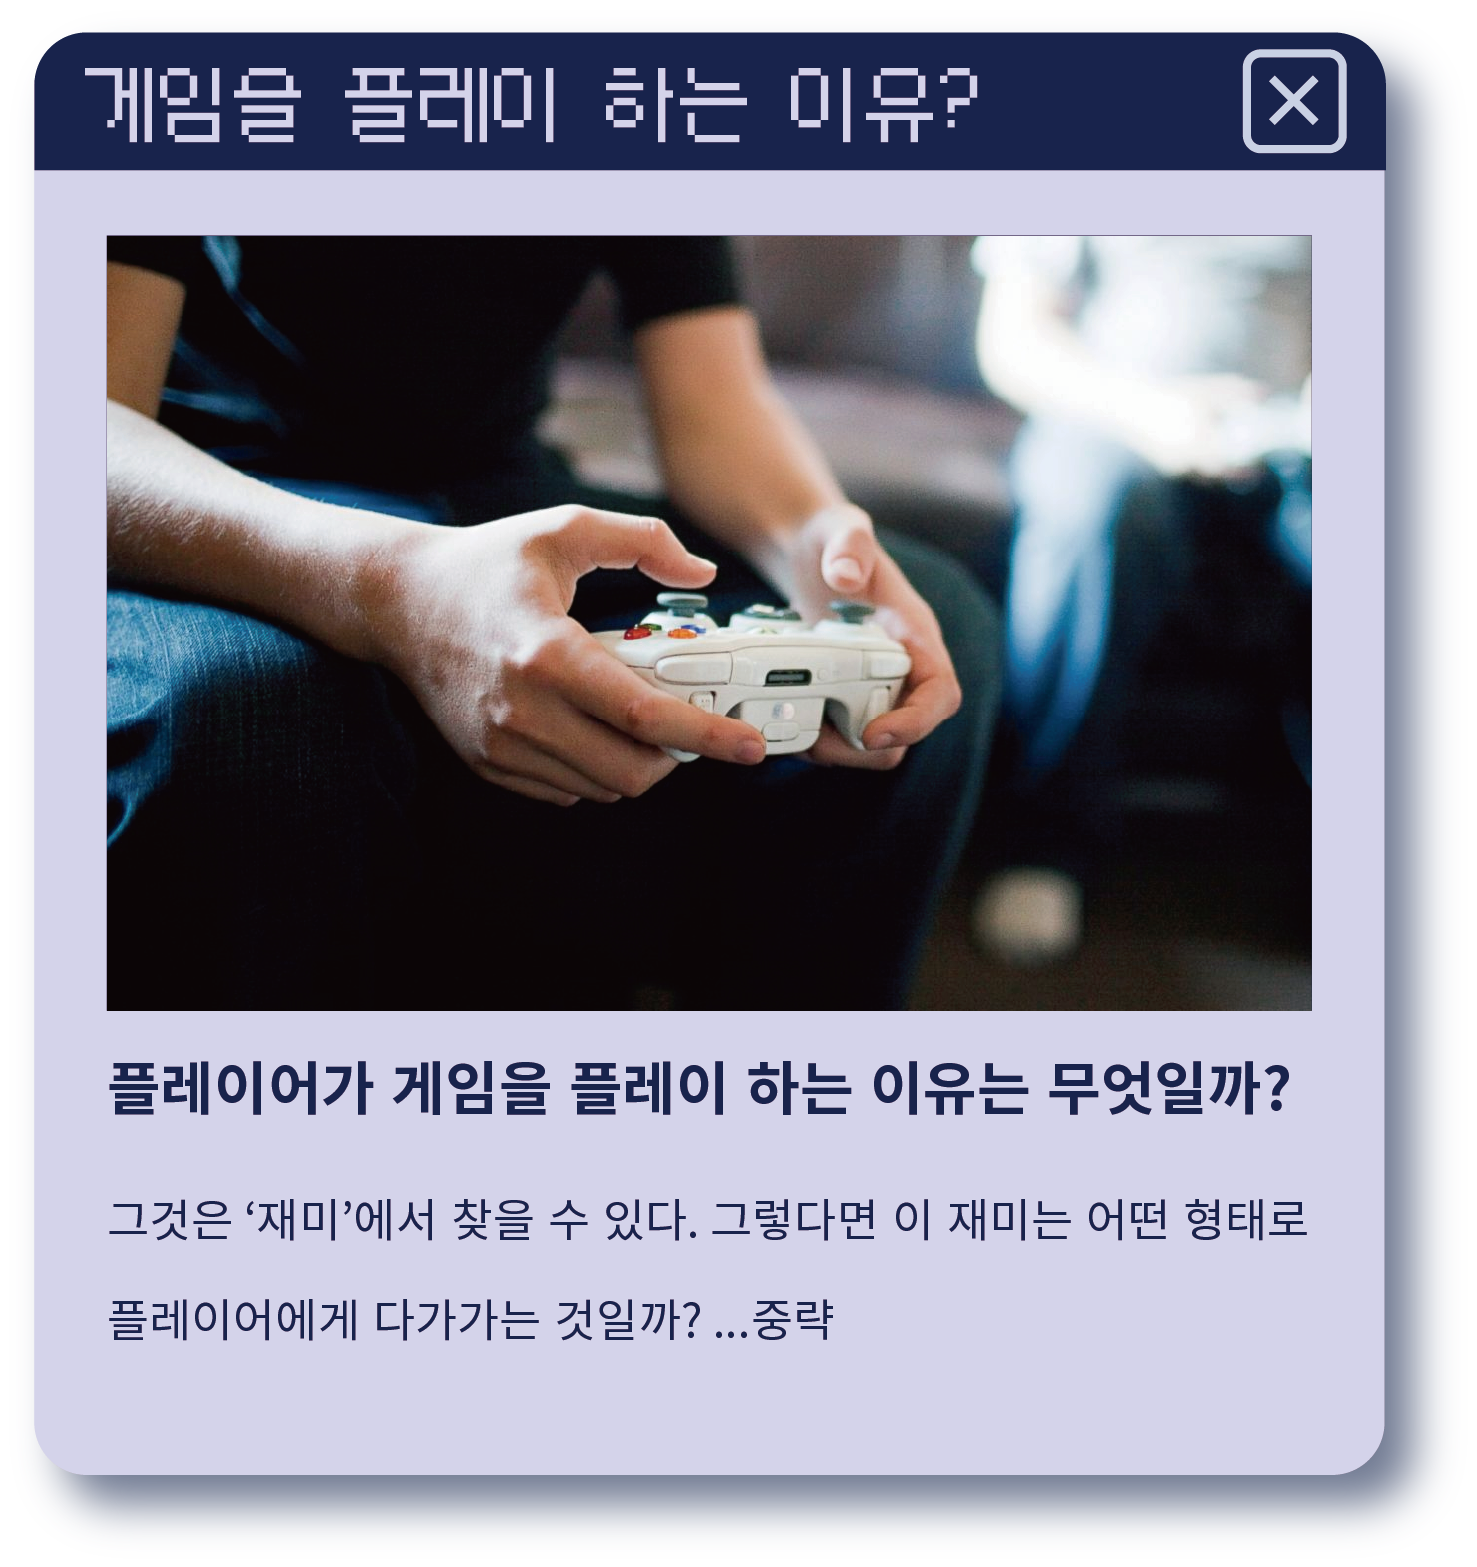 게임을 플레이 하는 이유?
플레이어가 게임을 플레이 하는 이유는 무엇일까?
그것은 ‘재미’에서 찾을 수 있다. 그렇다면 이 재미는 어떤 형태로
플레이어에게 다가가는 것일까? ...중략